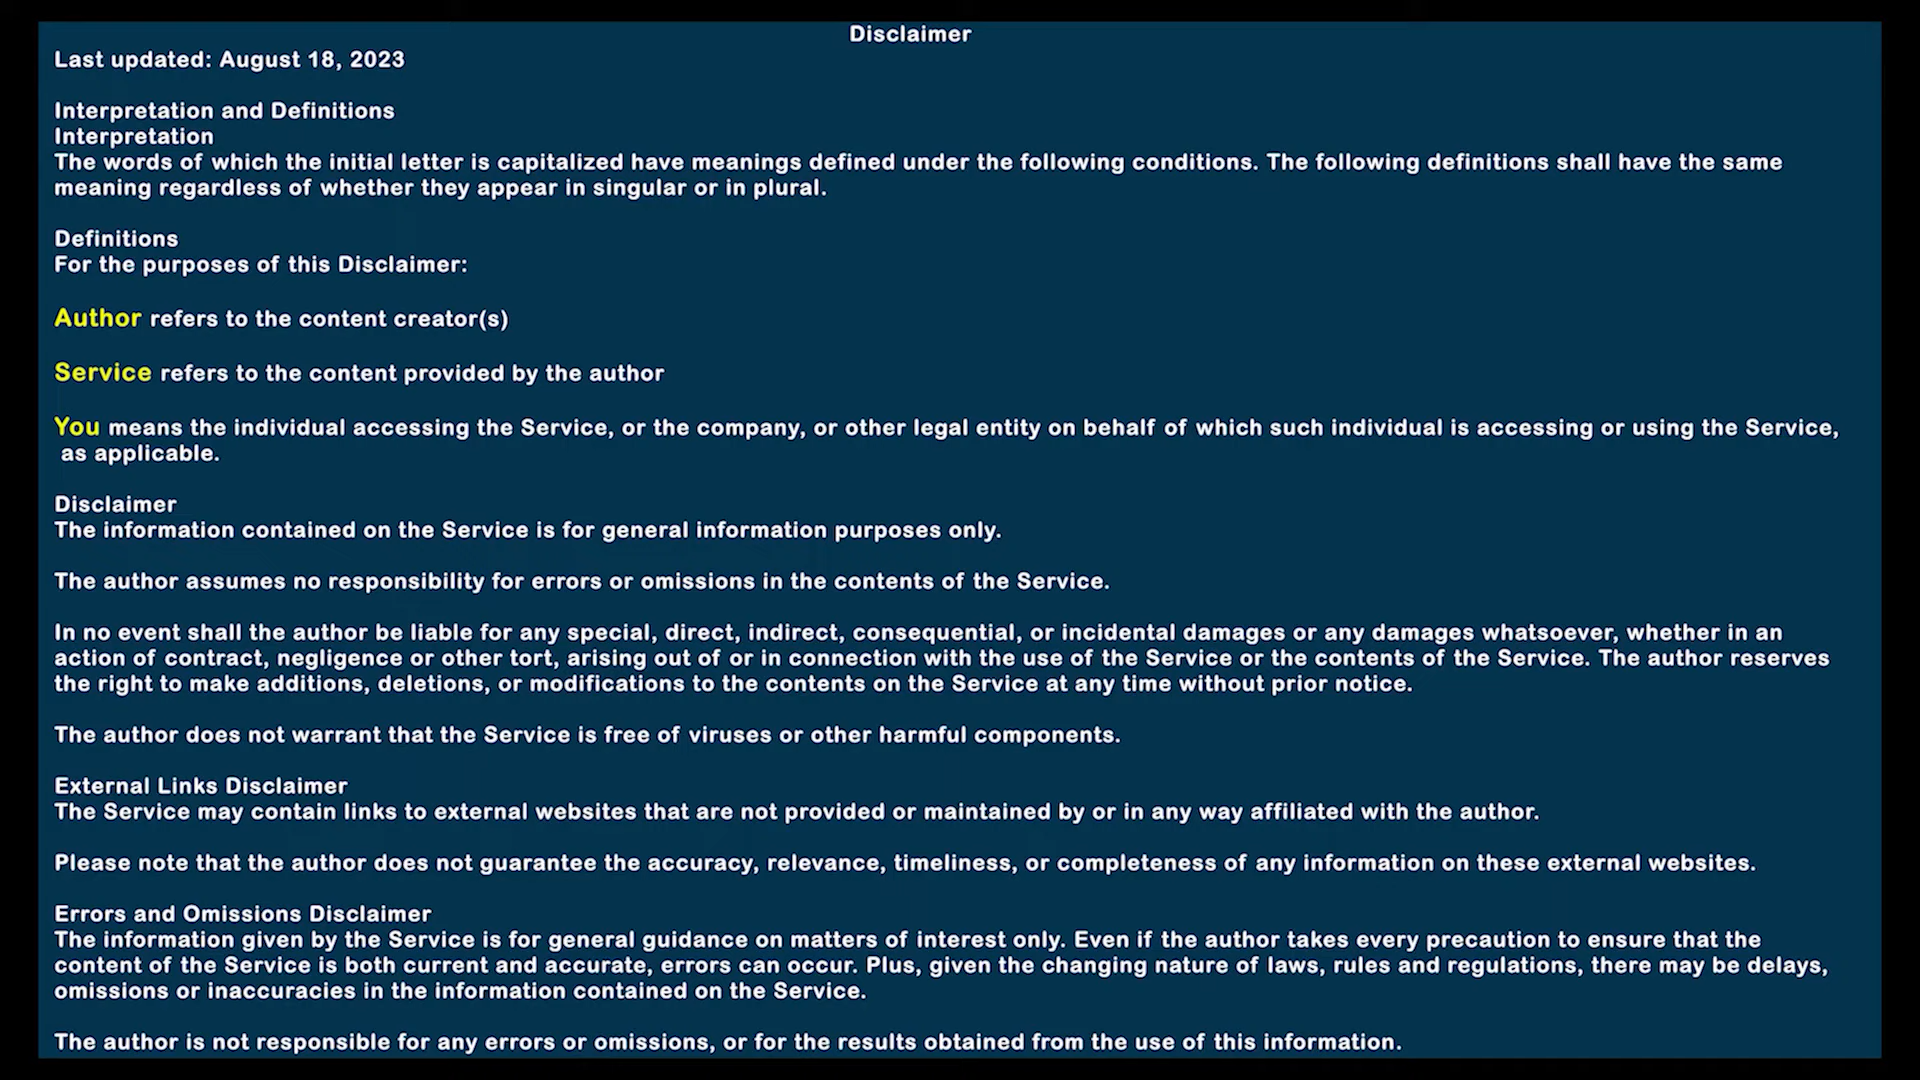 Disclaimer
Last updated: August 18, 2023
Interpretation and Definitions
Interpretation
The words of which the initial letter is capitalized have meanings defined under the following conditions. The following definitions shall have the same
meaning regardless of whether they appear in singular or in plural.
Definitions
For the purposes of this Disclaimer:
Author refers to the content creator(s)
Service refers to the content provided by the author
You means the individual accessing the Service, or the company, or other legal entity on behalf of which such individual is accessing or using the Service,
as applicable.
Disclaimer
The information contained on the Service is for general information purposes only.
The author assumes no responsibility for errors or omissions in the contents of the Service.
In no event shall the author be liable for any special, direct, indirect, consequential, or incidental damages or any damages whatsoever, whether in an
action of contract, negligence or other tort, arising out of or in connection with the use of the Service or the contents of the Service. The author reserves
the right to make additions, deletions, or modifications to the contents on the Service at any time without prior notice.
The author does not warrant that the Service is free of viruses or other harmful components.
External Links Disclaimer
The Service may contain links to external websites that are not provided or maintained by or in any way affiliated with the author.
Please note that the author does not guarantee the accuracy, relevance, timeliness, or completeness of any information on these external websites.
Errors and Omissions Disclaimer
The information given by the Service is for general guidance on matters of interest only. Even if the author takes every precaution to ensure that the
content of the Service is both current and accurate, errors can occur. Plus, given the changing nature of laws, rules and regulations, there may be delays,
omissions or inaccuracies in the information contained on the Service.
The author is not responsible for any errors or omissions, or for the results obtained from the use of this information.